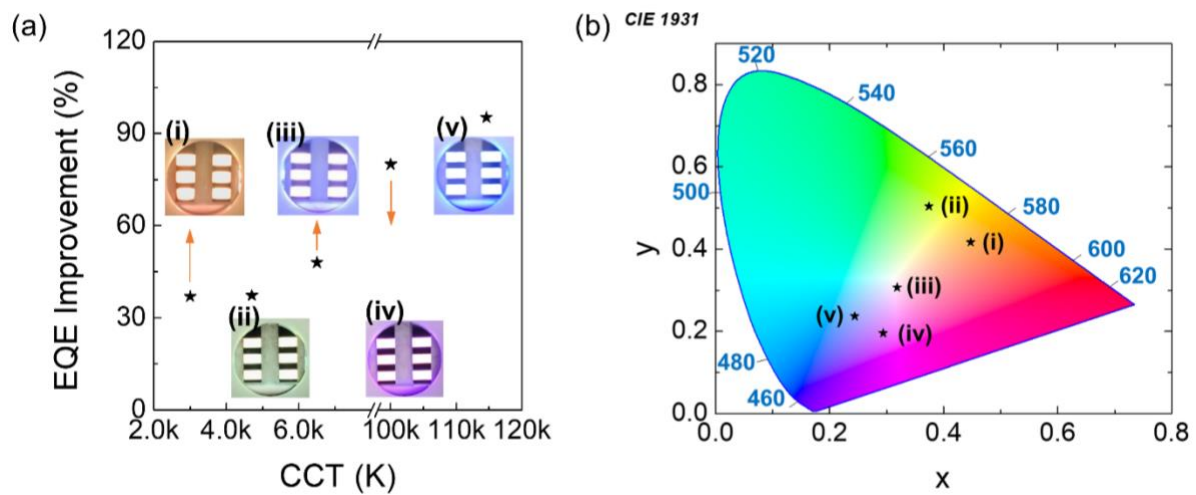 (a)
120
90
60
30
0
EQE Improvement (%)
(i)
(iii)
(v)
(ii)
(iv)
2.0k 4.0k 6.0k 100k 110k 120k
CCT (K)
(b) CIE 1931
520
540
560
580
600
620
500
480
460
(ii)
(i)
(iii)
(v)
(iv)
0.8
0.6
0.4
0.2
0.0
y
0.0 0.2 0.4 0.6 0.8
x